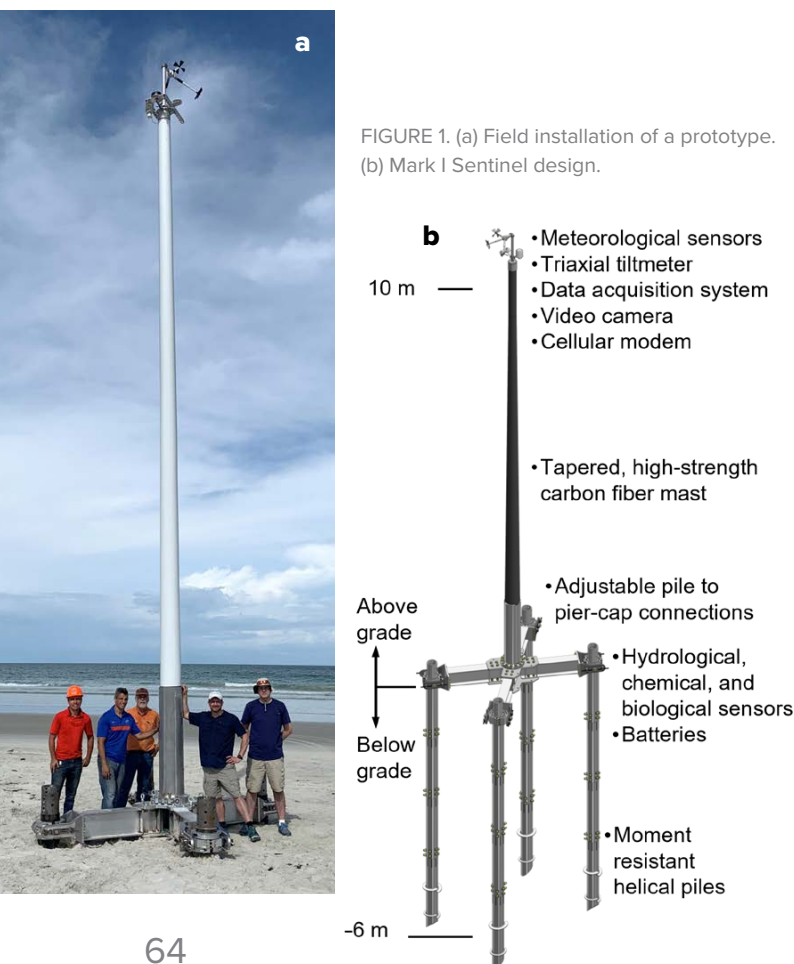 a
FIGURE 1. (a) Field installation of a prototype.
(b) Mark I Sentinel design.
b
•Meteorological sensors
•Triaxial tiltmeter
10 m
•Data acquisition system
•Video camera
•Cellular modem
•Tapered, high-strength
carbon fiber mast
•Adjustable pile to
pier-cap connections
Above
grade
•Hydrological,
chemical, and
biological sensors
•Batteries
Below
grade
•Moment
resistant
helical piles
-6 m
64